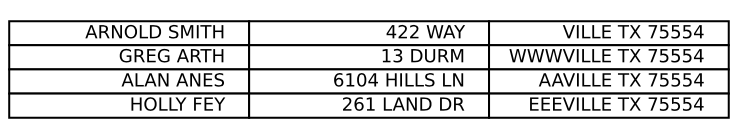 ARNOLD SMITH 422 WAY VILLE TX 75554
GREG ARTH 13 DURM WWWVILLE TX 75554
ALAN ANES 6104 HILLS LN AAVILLE TX 75554
HOLLY FEY 261 LAND DR EEEVILLE TX 75554